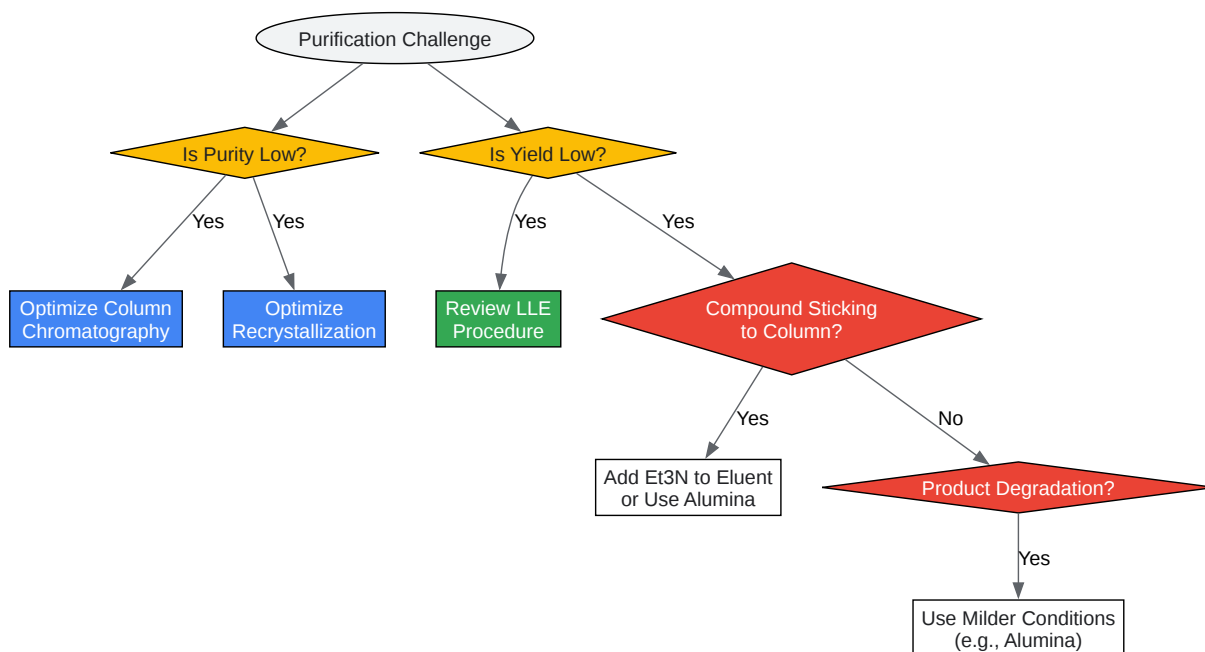 Purification Challenge
Is Purity Low?
Is Yield Low?
Yes
Yes
Yes
Yes
Optimize Column
Chromatography
Optimize
Recrystallization
Review LLE
Procedure
Compound Sticking
to Column?
Yes
No
Add Et3N to Eluent
or Use Alumina
Product Degradation?
Yes
Use Milder Conditions
(e.g., Alumina)